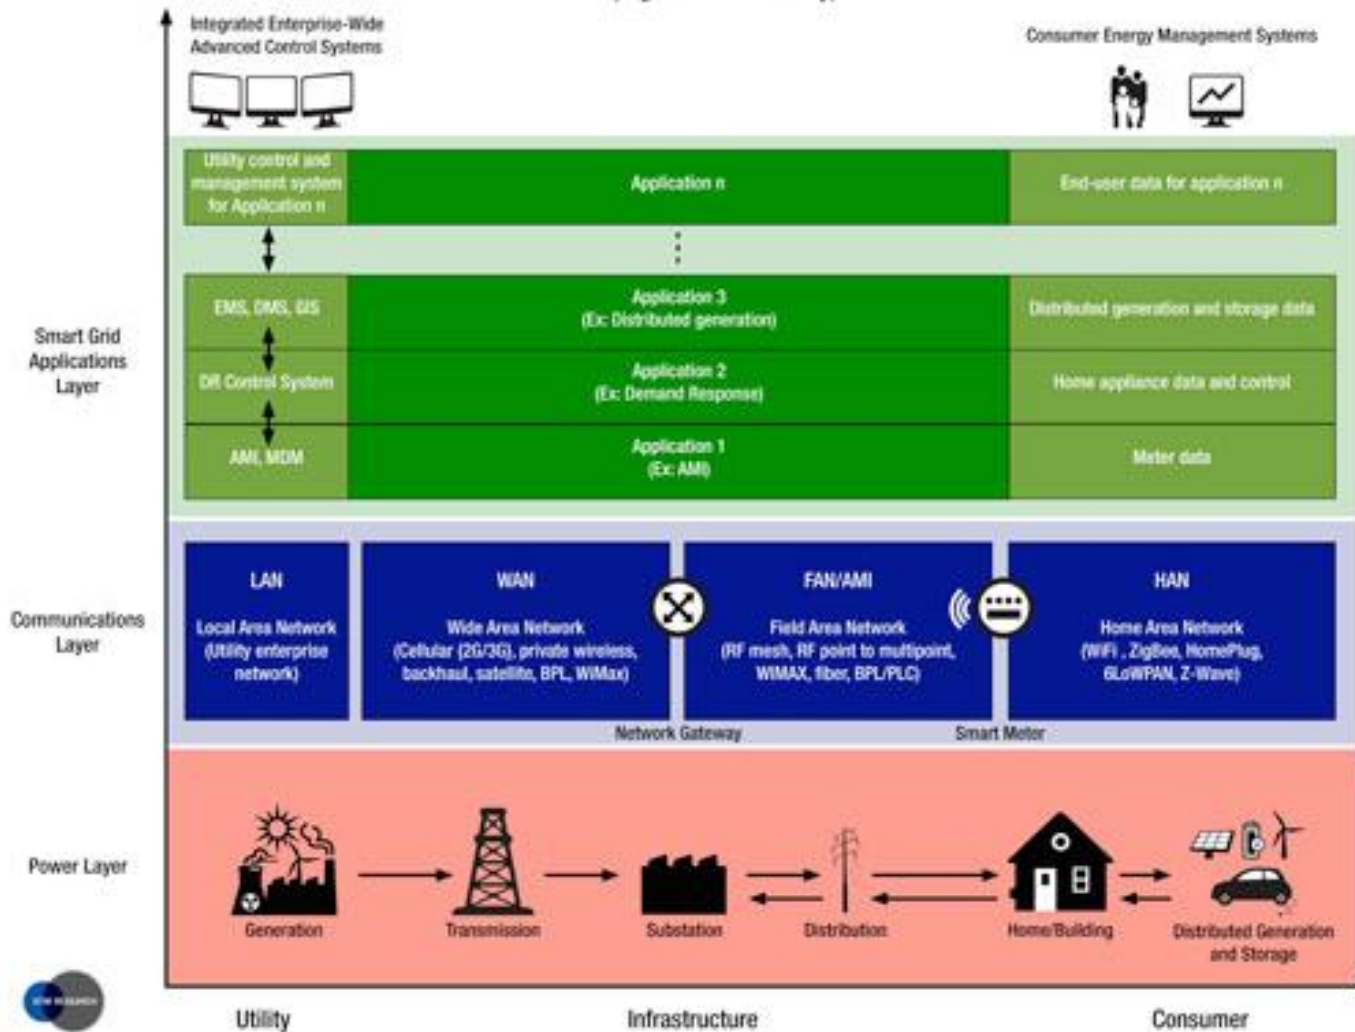 Integrated Enterprise-Wide
Advanced Control Systems
Consumer Energy Management Systems
Utility control and
management system
for Application n
Application n
End-user data for application n
EMS, DMS, GIS
Application 3
(Ex: Distributed generation)
Distributed generation and storage data
Smart Grid
Applications
Layer
DR Control System
Application 2
(Ex: Demand Response)
Home appliance data and control
AMI, MDM
Application 1
(Ex: AMI)
Meter data
Communications
Layer
LAN
Local Area Network
(Utility enterprise
network)
WAN
Wide Area Network
(Cellular (2G/3G), private wireless,
backhaul, satellite, BPL, WiMax)
FAN/AMI
Field Area Network
(RF mesh, RF point to multipoint,
WIMAX, fiber, BPL/PLC)
HAN
Home Area Network
(WiFi , ZigBee, HomePlug,
6LoWPAN, Z-Wave)
Network Gateway
Smart Meter
Power Layer
Generation
Transmission
Substation
Distribution
Home/Building
Distributed Generation
and Storage
Utility
Infrastructure
Consumer